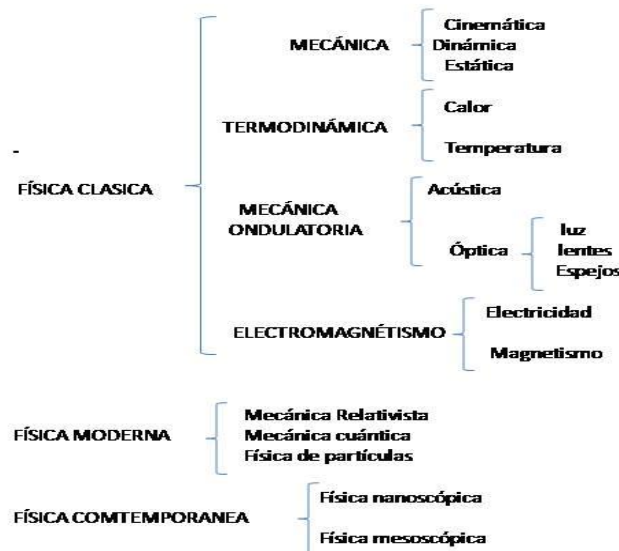 Cinemática
MECÁNICA
Dinámica
Estática
Calor
TERMODINÁMICA
Temperatura
-
FÍSICA CLASICA
Acústica
MECÁNICA
ONDULATORIA
luz
Óptica
lentes
Espejos
Electricidad
ELECTROMAGNÉTISMO
Magnetismo
Mecánica Relativista
FÍSICA MODERNA
Mecánica cuántica
Física de partículas
Física nanoscópica
FÍSICA COMTEMPORANEA
Física mesoscópica